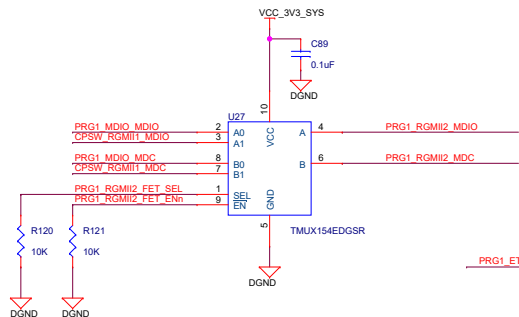 VCC_3V3_SYS
C89
0.1uF
DGND
U27
10
VCC
PRG1_MDIO_MDIO 2 A0 A 4 PRG1_RGMII2_MDIO
CPSW_RGMII1_MDIO 3 A1
PRG1_MDIO_MDC 8 B0 B 6 PRG1_RGMII2_MDC
CPSW_RGMII1_MDC 7 B1
PRG1_RGMII2_FET_SEL 1 SEL
PRG1_RGMII2_FET_ENn 9 EN
GND
5
TMUX154EDGSR
R120 R121
10K 10K
PRG1_ET
DGND
DGND DGND